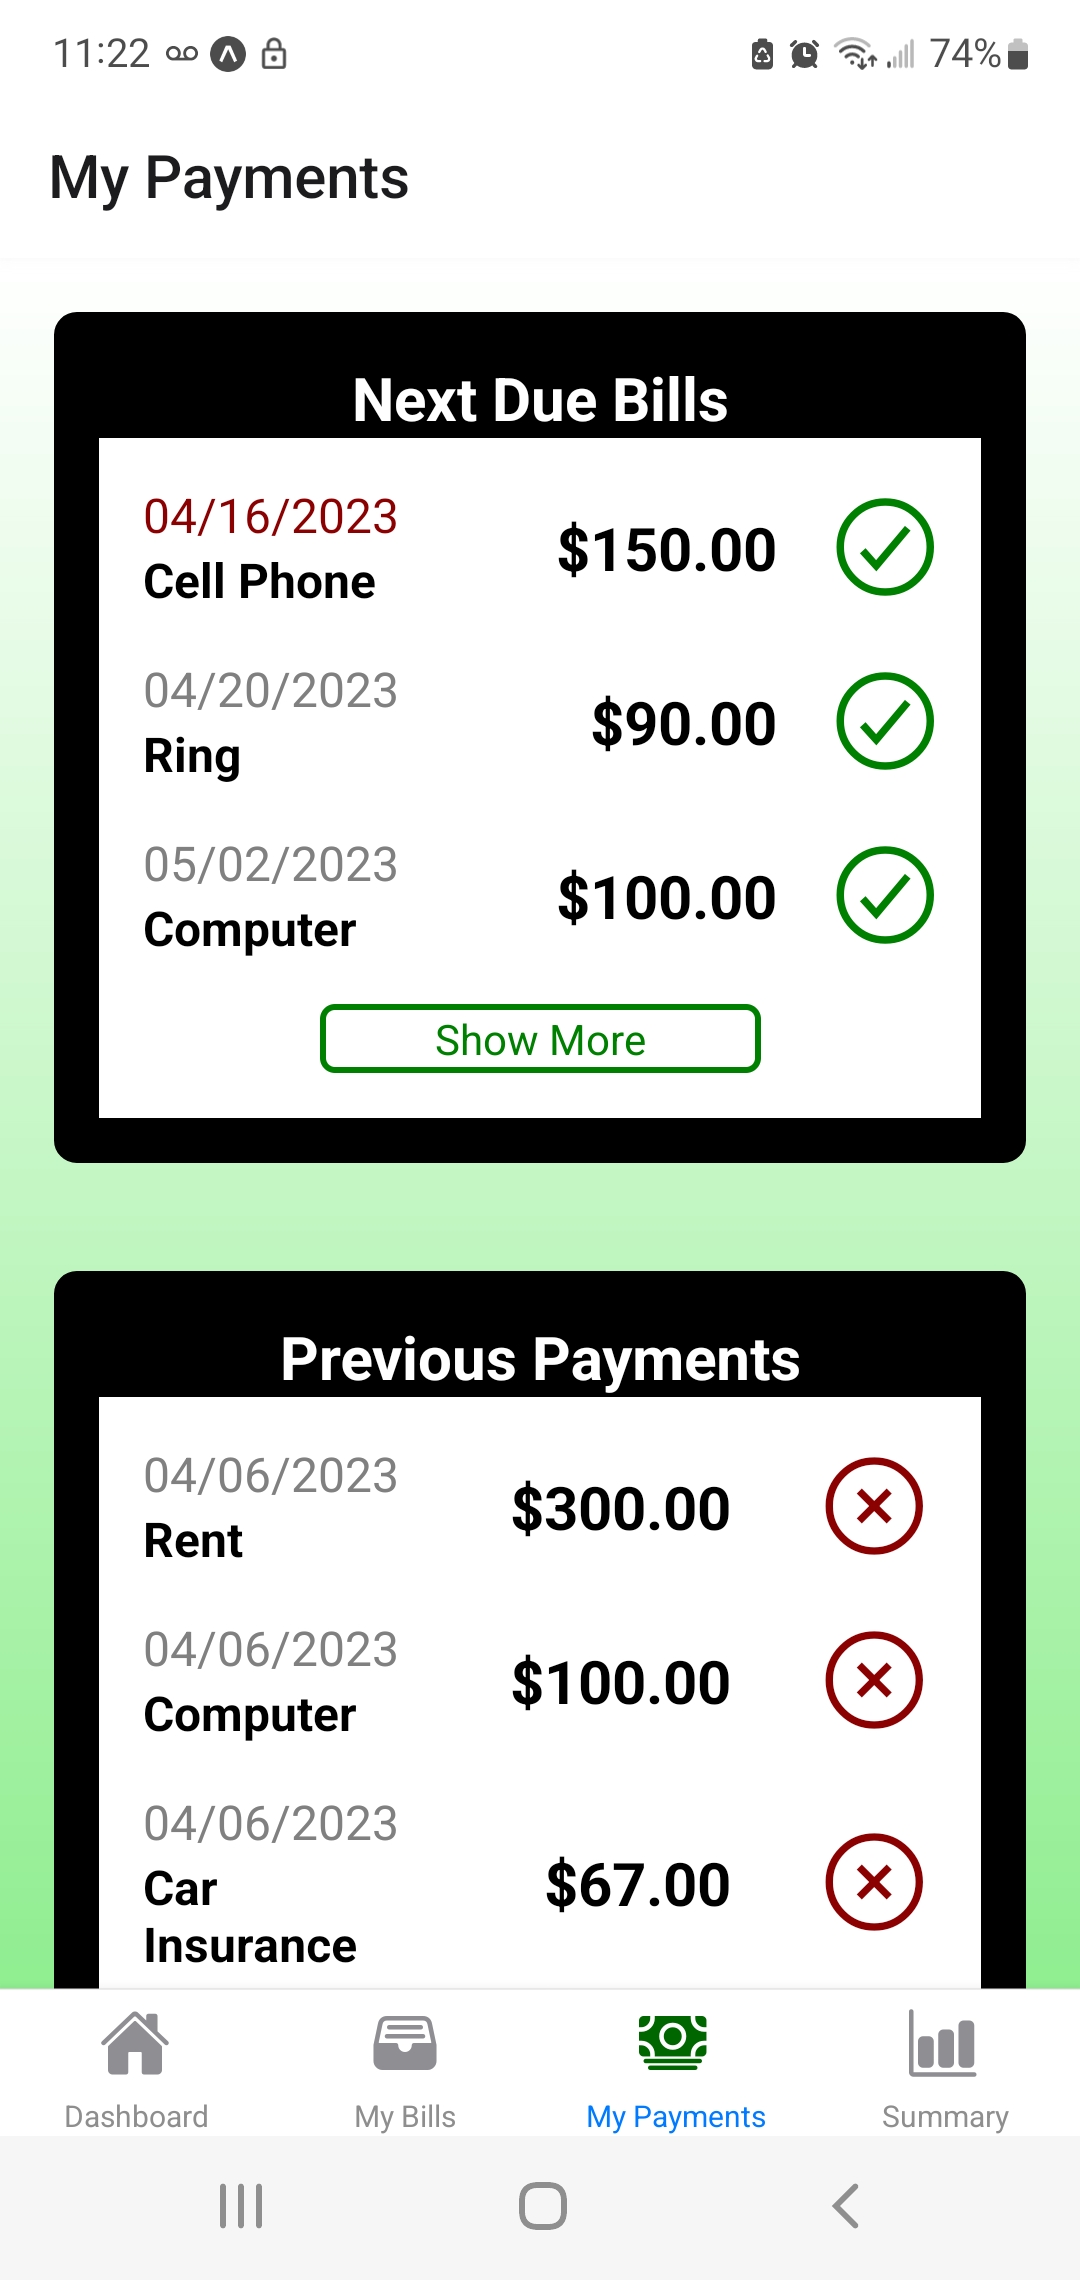 11:22 74%
My Payments
Next Due Bills
04/16/2023
Cell Phone
$150.00
04/20/2023
Ring
$90.00
05/02/2023
Computer
$100.00
Show More
Previous Payments
04/06/2023
Rent
$300.00
04/06/2023
Computer
$100.00
04/06/2023
Car
Insurance
$67.00
Dashboard My Bills My Payments Summary